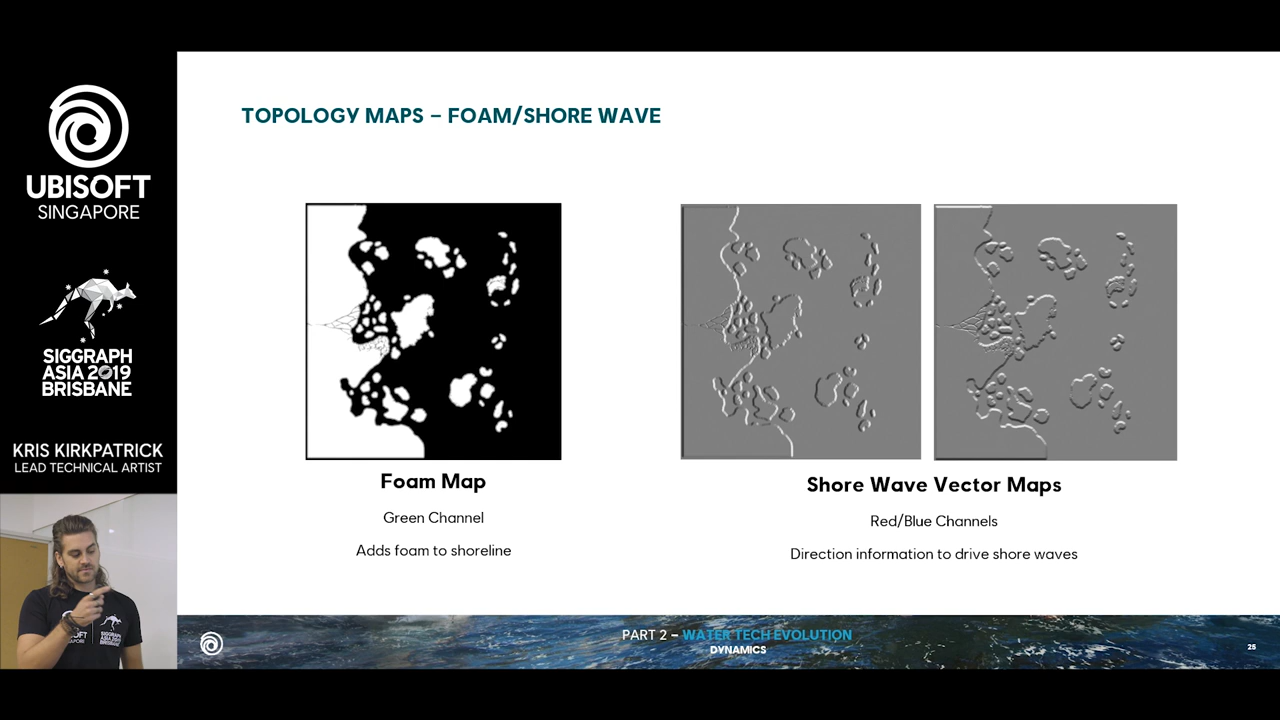 UBISOFT
SINGAPORE
SIGGRAPH
ASIA 2019
BRISBANE
KRIS KIRKPATRICK
LEAD TECHNICAL ARTIST
TOPOLOGY MAPS – FOAM/SHORE WAVE
Foam Map
Green Channel
Adds foam to shoreline
Shore Wave Vector Maps
Red/Blue Channels
Direction information to drive shore waves
SIGGRAPH
PART 2 – WATER TECH EVOLUTION
DYNAMICS
25